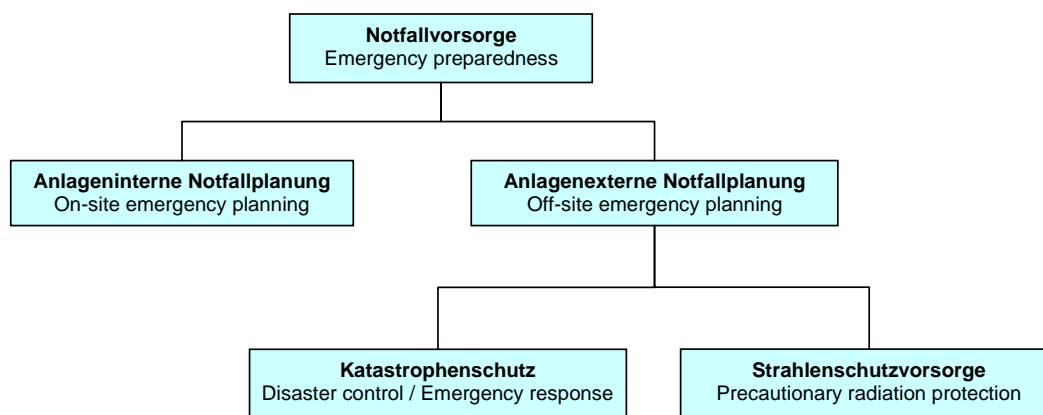 Notfallvorsorge
Emergency preparedness
Anlageninterne Notfallplanung
On-site emergency planning
Anlagenexterne Notfallplanung
Off-site emergency planning
Katastrophenschutz
Disaster control / Emergency response
Strahlenschutzvorsorge
Precautionary radiation protection